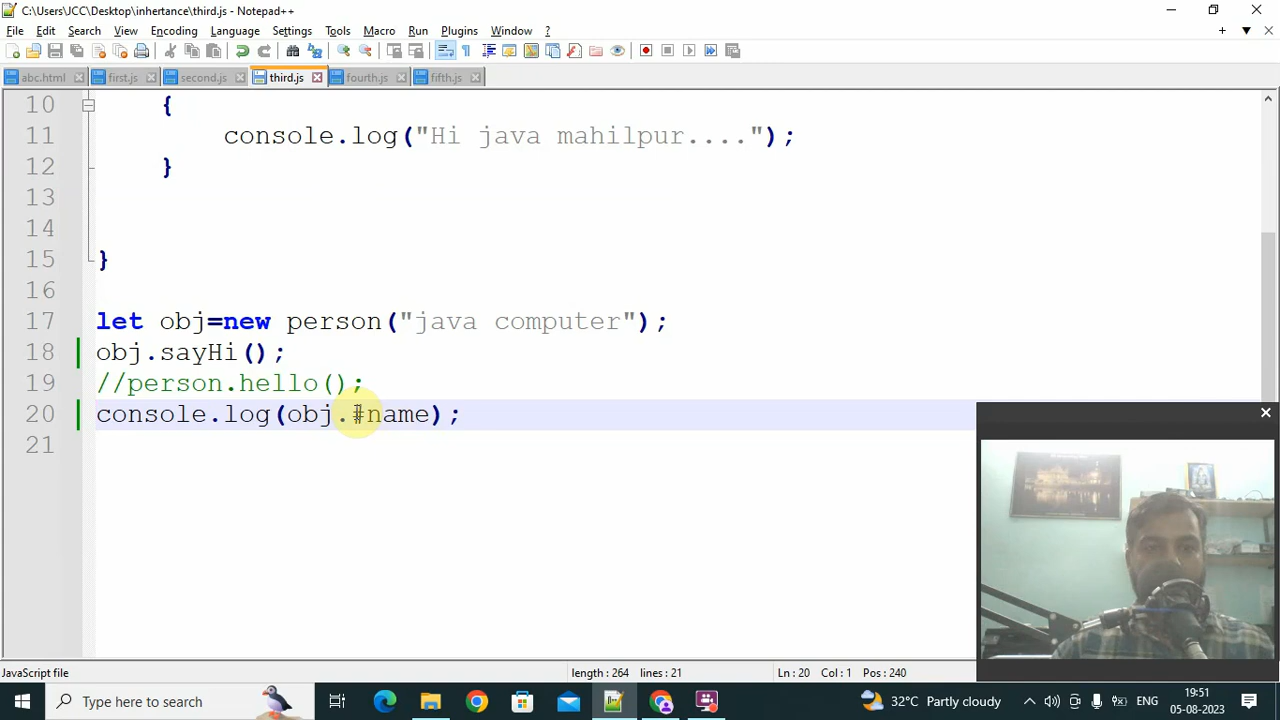 C:\Users\JCC\Desktop\inhertance\third.js - Notepad++
File Edit Search View Encoding Language Settings Tools Macro Run Plugins Window ?
abc.html first.js second.js third.js fourth.js fifth.js
10 {
11 console.log("Hi java mahilpur....");
12 }
13
14
15 }
16
17 let obj=new person("java computer");
18 obj.sayHi();
19 //person.hello();
20 console.log(obj.#name);
21
JavaScript file length : 264 lines : 21 Ln : 20 Col : 1 Pos : 240
Type here to search 32°C Partly cloudy ENG 19:51
05-08-2023